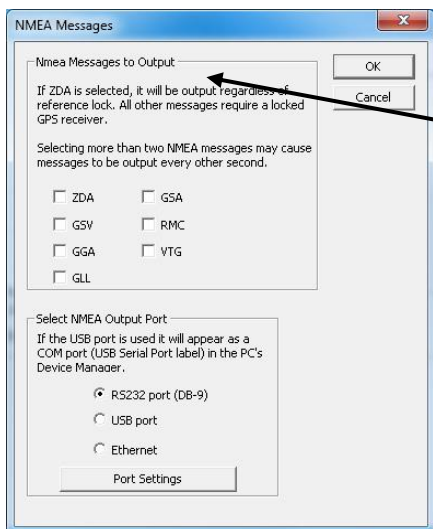 NMEA Messages
Nmea Messages to Output
If ZDA is selected, it will be output regardless of
reference lock. All other messages require a locked
GPS receiver.
Selecting more than two NMEA messages may cause
messages to be output every other second.
ZDA
GSA
GSV
RMC
GGA
VTG
GLL
Select NMEA Output Port
If the USB port is used it will appear as a
COM port (USB Serial Port label) in the PC's
Device Manager.
RS232 port (DB-9)
USB port
Ethernet
Port Settings
OK
Cancel